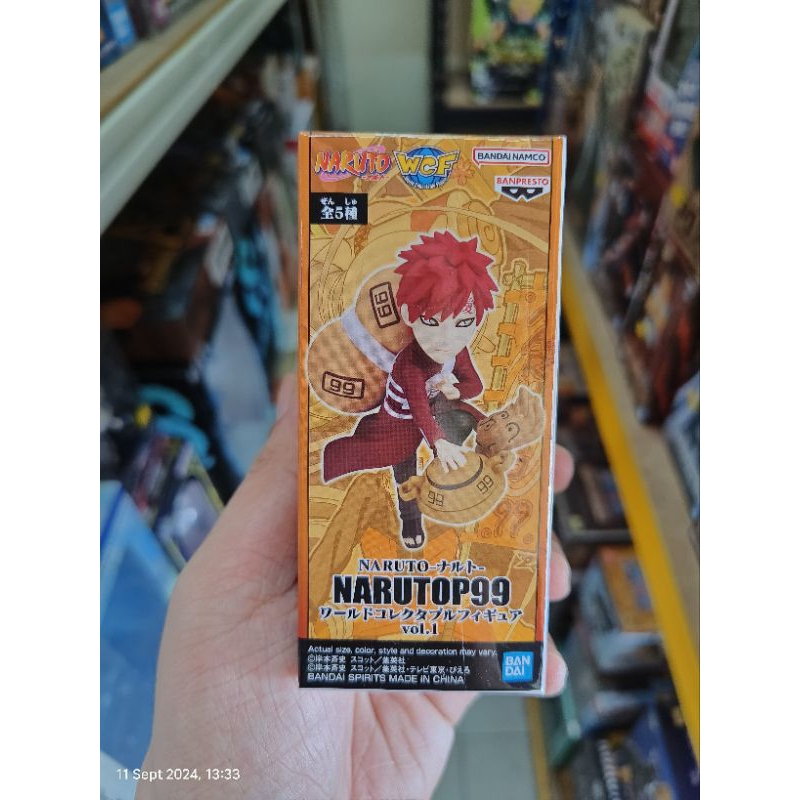 NARUTO
WCF
BANDAI NAMCO
BANPRESTO
ぜん しゅ
全5種
99
99
99
99
NARUTO-ナルト-
NARUTOP99
ワールドコレクタブルフィギュア
vol.1
Actual size, color, style and decoration may vary.
©岸本斉史 スコット／集英社
©岸本斉史 スコット／集英社・テレビ東京・ぴえろ
BANDAI SPIRITS MADE IN CHINA
BAN
DAI
11 Sept 2024, 13:33